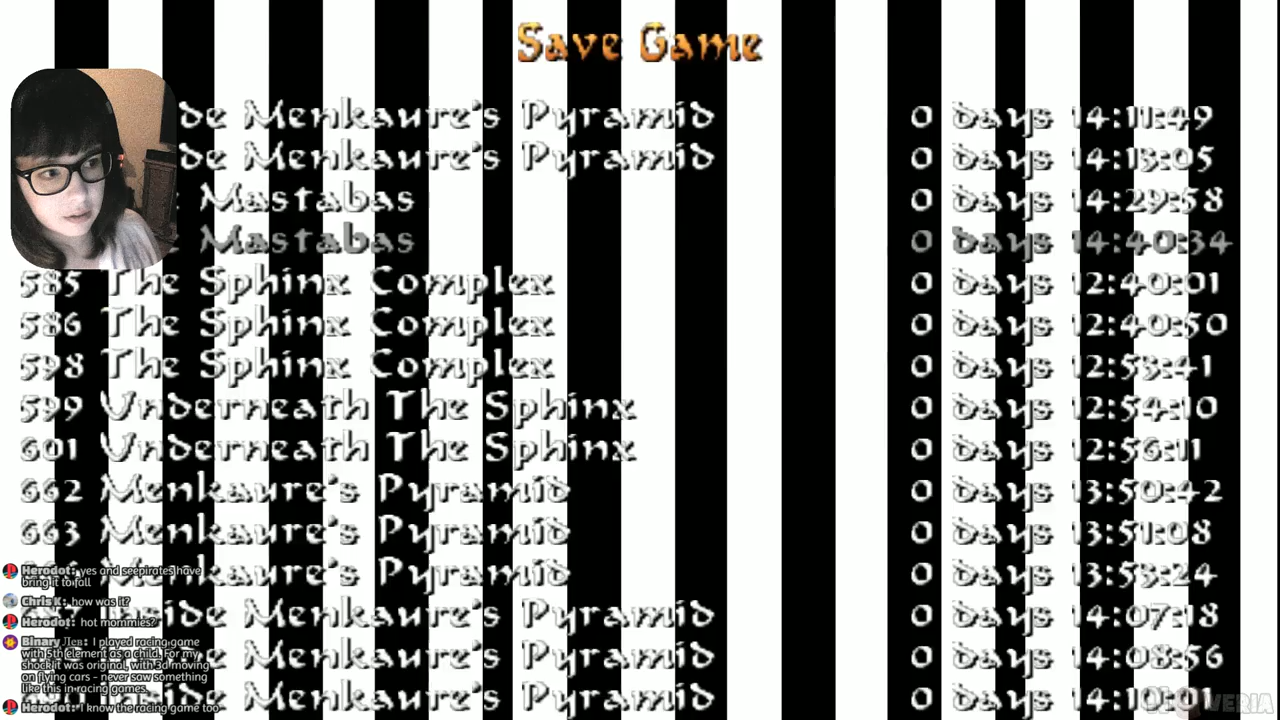 Save Game
de Menkaure's Pyramid 0 days 14:11:49
de Menkaure's Pyramid 0 days 14:13:05
Mastabas 0 days 14:29:58
Mastabas 0 days 14:40:34
585 The Sphinx Complex 0 days 12:40:01
586 The Sphinx Complex 0 days 12:40:50
598 The Sphinx Complex 0 days 12:53:41
599 Underneath The Sphinx 0 days 12:54:10
601 Underneath The Sphinx 0 days 12:56:11
662 Menkaure's Pyramid 0 days 13:50:42
663 Menkaure's Pyramid 0 days 13:51:08
Menkaure's Pyramid 0 days 13:53:24
Herodot: yes and seepirates have
bring it to fall
Chris K: how was it?
Inside Menkaure's Pyramid 0 days 14:07:18
Herodot: hot mommies?
Binary Лев: I played racing game
with 5th element as a child. For my
shock it was original, with 3d moving
on flying cars - never saw something
like this in racing games.
de Menkaure's Pyramid 0 days 14:08:56
Inside Menkaure's Pyramid 0 days 14:10:01
Herodot: I know the racing game too